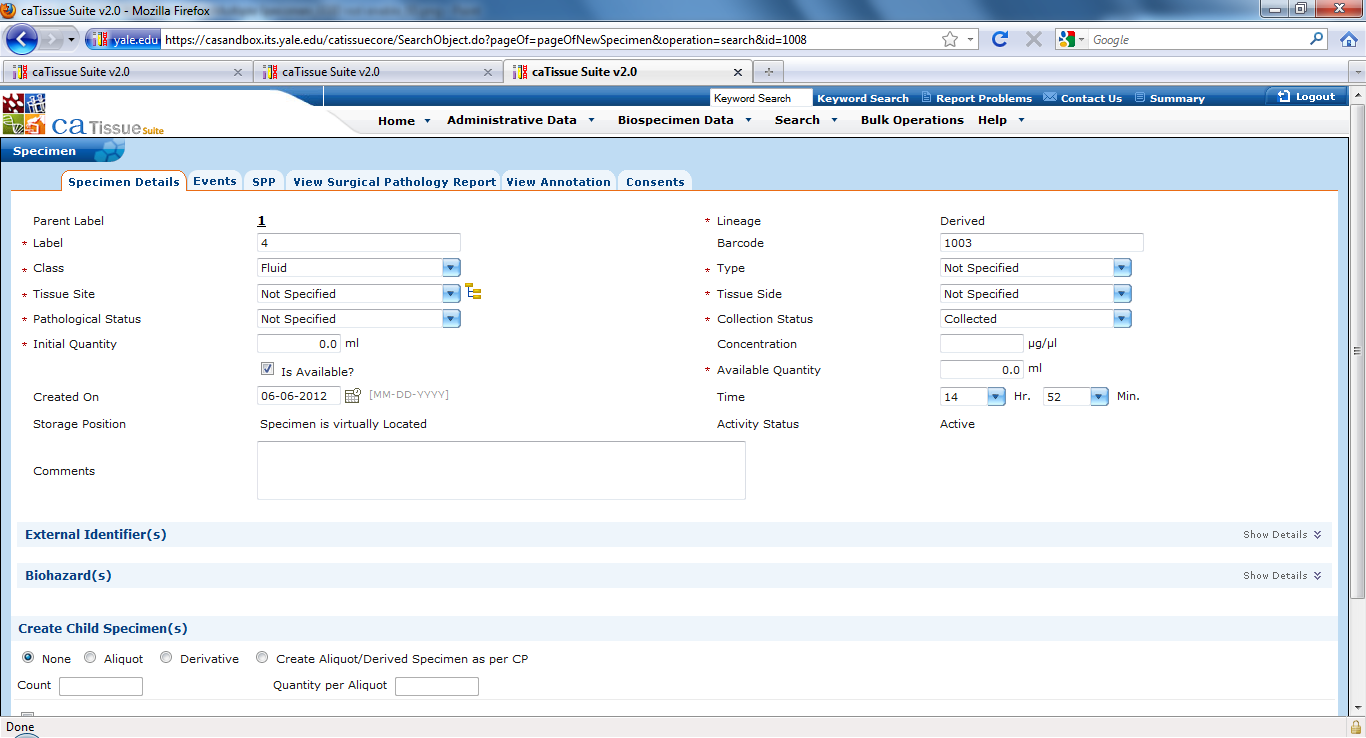 caTissue Suite v2.0 - Mozilla Firefox
yale.edu https://casandbox.its.yale.edu/catissuecore/SearchObject.do?pageOf=pageOfNewSpecimen&operation=search&id=1008 Google
caTissue Suite v2.0 caTissue Suite v2.0 caTissue Suite v2.0
Keyword Search Keyword Search Report Problems Contact Us Summary Logout
ca Tissue Suite
Home Administrative Data Biospecimen Data Search Bulk Operations Help
Specimen
Specimen Details Events SPP View Surgical Pathology Report View Annotation Consents
Parent Label 1 * Lineage Derived
* Label 4 Barcode 1003
* Class Fluid * Type Not Specified
* Tissue Site Not Specified * Tissue Side Not Specified
* Pathological Status Not Specified * Collection Status Collected
* Initial Quantity 0.0 ml Concentration µg/µl
Is Available? * Available Quantity 0.0 ml
Created On 06-06-2012 [MM-DD-YYYY] Time 14 Hr. 52 Min.
Storage Position Specimen is virtually Located Activity Status Active
Comments
External Identifier(s) Show Details
Biohazard(s) Show Details
Create Child Specimen(s)
None Aliquot Derivative Create Aliquot/Derived Specimen as per CP
Count Quantity per Aliquot
Done